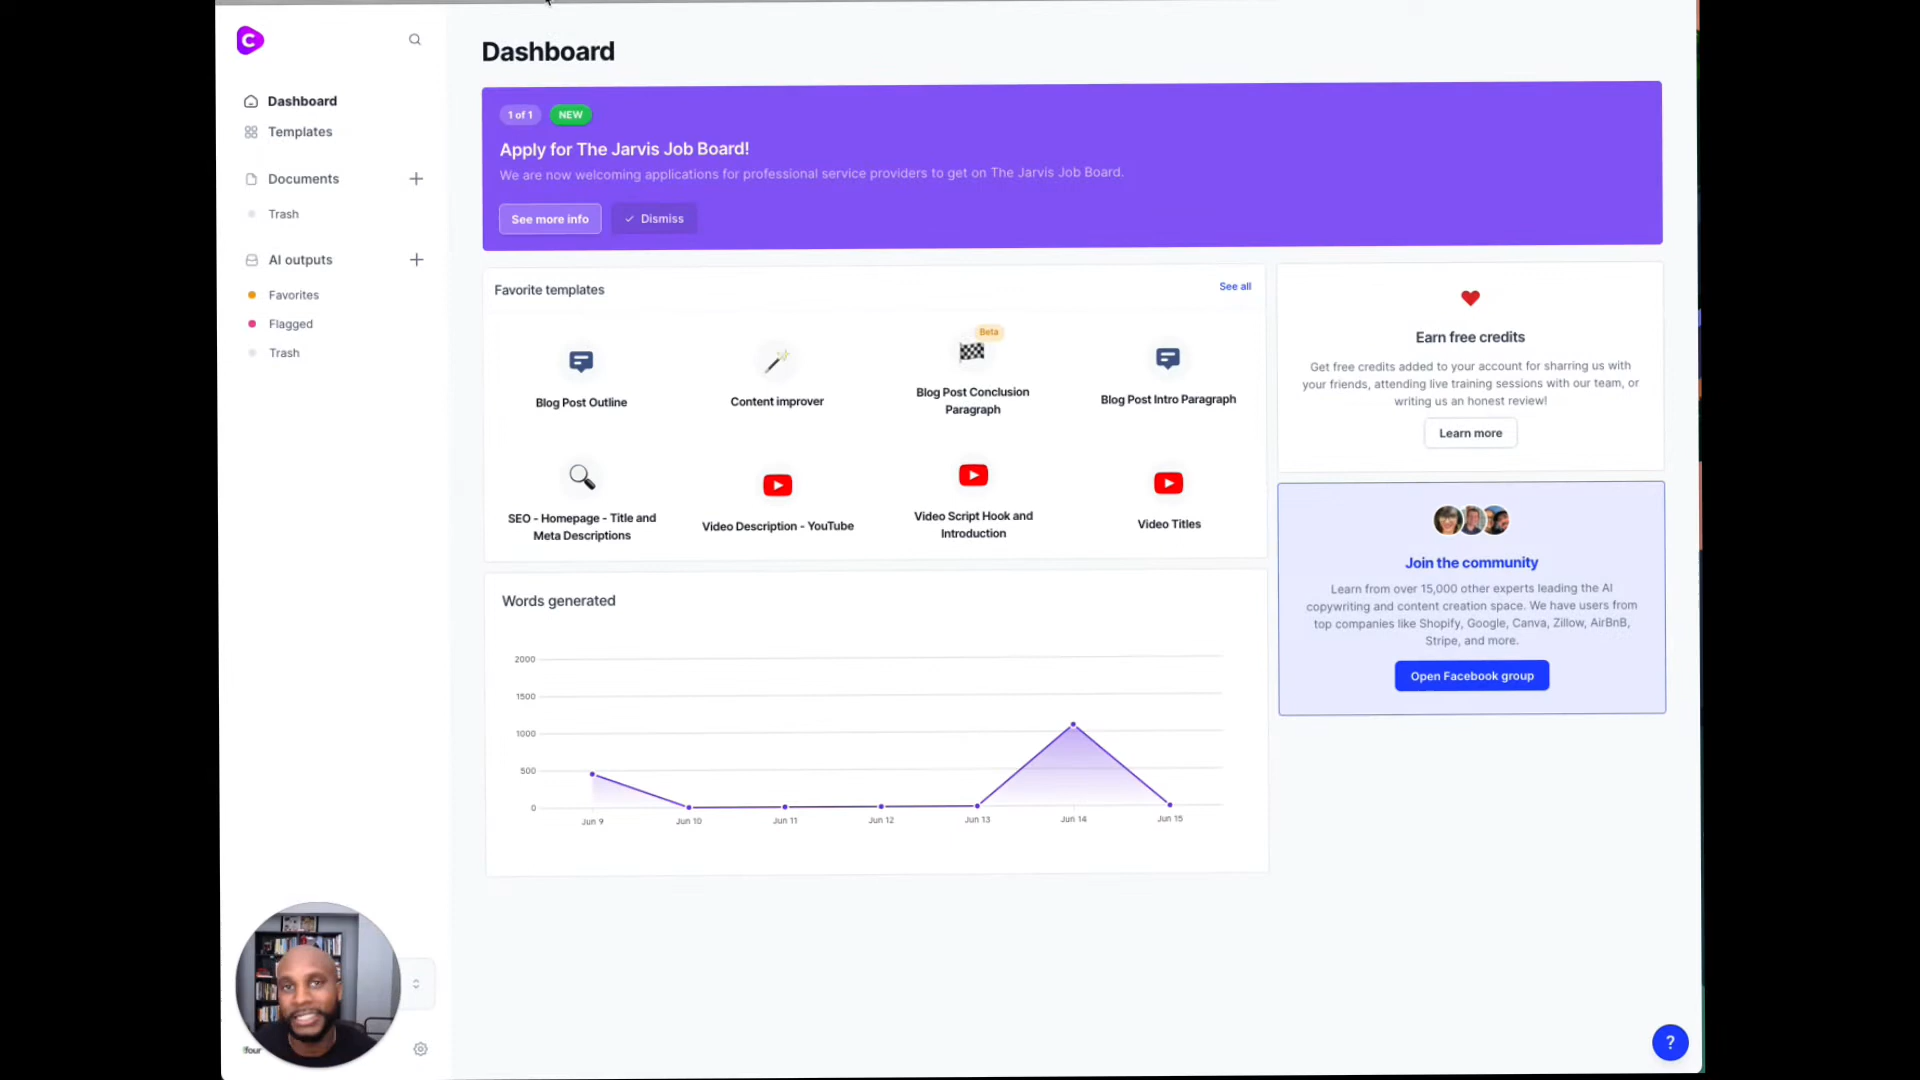 C
Dashboard
Dashboard
Templates
Documents
Trash
AI outputs
Favorites
Flagged
Trash
1 of 1
NEW
Apply for The Jarvis Job Board!
We are now welcoming applications for professional service providers to get on The Jarvis Job Board.
See more info
Dismiss
Favorite templates
See all
Blog Post Outline
Content improver
Beta
Blog Post Conclusion
Paragraph
Blog Post Intro Paragraph
SEO - Homepage - Title and
Meta Descriptions
Video Description - YouTube
Video Script Hook and
Introduction
Video Titles
Earn free credits
Get free credits added to your account for sharing us with
your friends, attending live training sessions with our team, or
writing us an honest review!
Learn more
Join the community
Learn from over 15,000 other experts leading the AI
copywriting and content creation space. We have users from
top companies like Shopify, Google, Canva, Zillow, AirBnB,
Stripe, and more.
Open Facebook group
Words generated
2000
1500
1000
500
0
Jun 9
Jun 10
Jun 11
Jun 12
Jun 13
Jun 14
Jun 15
?